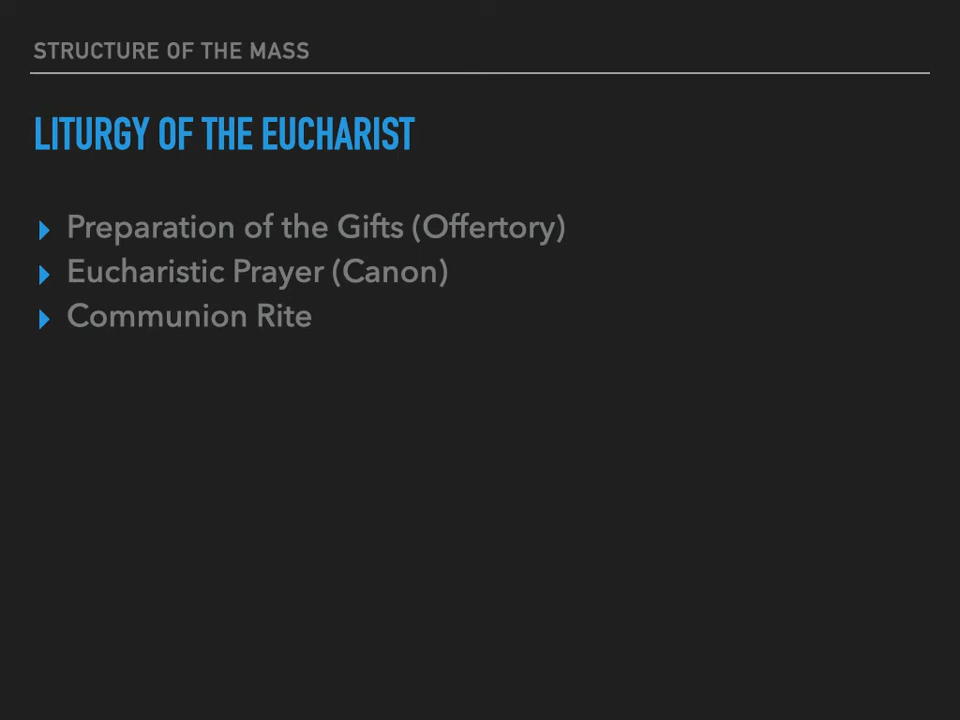 STRUCTURE OF THE MASS
LITURGY OF THE EUCHARIST
Preparation of the Gifts (Offertory)
Eucharistic Prayer (Canon)
Communion Rite